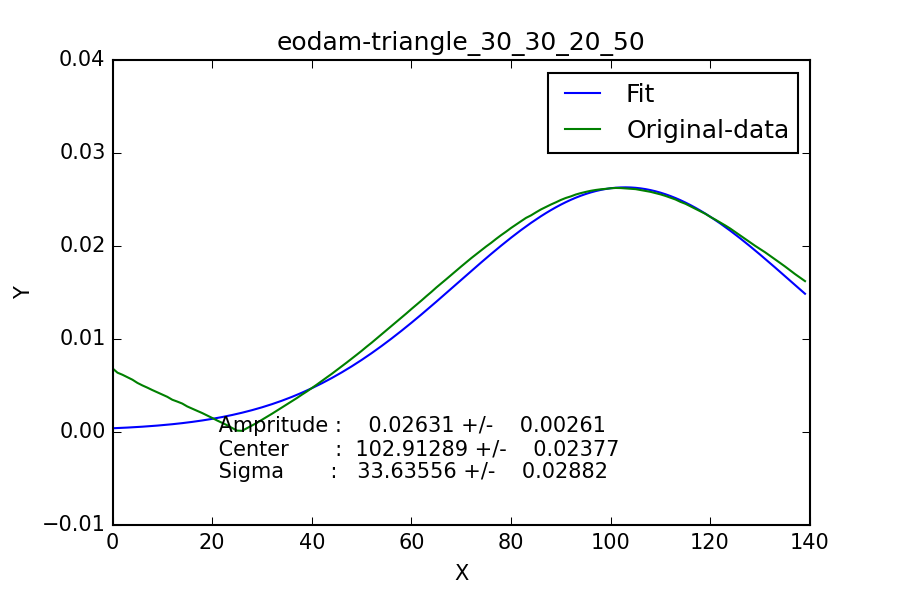 eodam-triangle_30_30_20_50
0.04
0.03
0.02
0.01
0.00
−0.01
Y
Fit
Original-data
Ampritude : 0.02631 +/- 0.00261
Center : 102.91289 +/- 0.02377
Sigma : 33.63556 +/- 0.02882
0 20 40 60 80 100 120 140
X